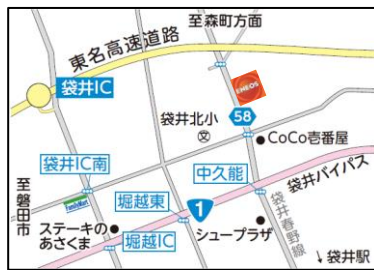 至森町方面
東名高速道路
ENEOS
袋井IC
58
袋井北小
文
CoCo壱番屋
袋井IC南
中久能
袋井バイパス
至磐田市
FamilyMart
堀越東
1
袋井春野線
ステーキのあさくま
堀越IC
シュープラザ
↓袋井駅